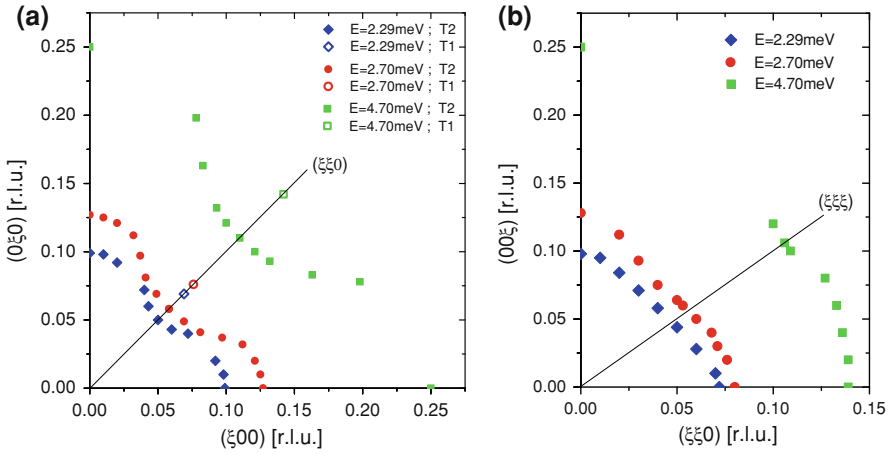 (a)
E=2.29meV ; T2
E=2.29meV ; T1
E=2.70meV ; T2
E=2.70meV ; T1
E=4.70meV ; T2
E=4.70meV ; T1
(ξξ0)
0.25
0.20
0.15
0.10
0.05
0.00
(0ξ0) [r.l.u.]
0.00 0.05 0.10 0.15 0.20 0.25
(ξ00) [r.l.u.]
(b)
E=2.29meV
E=2.70meV
E=4.70meV
(ξξξ)
0.25
0.20
0.15
0.10
0.05
0.00
(00ξ) [r.l.u.]
0.00 0.05 0.10 0.15
(ξξ0) [r.l.u.]